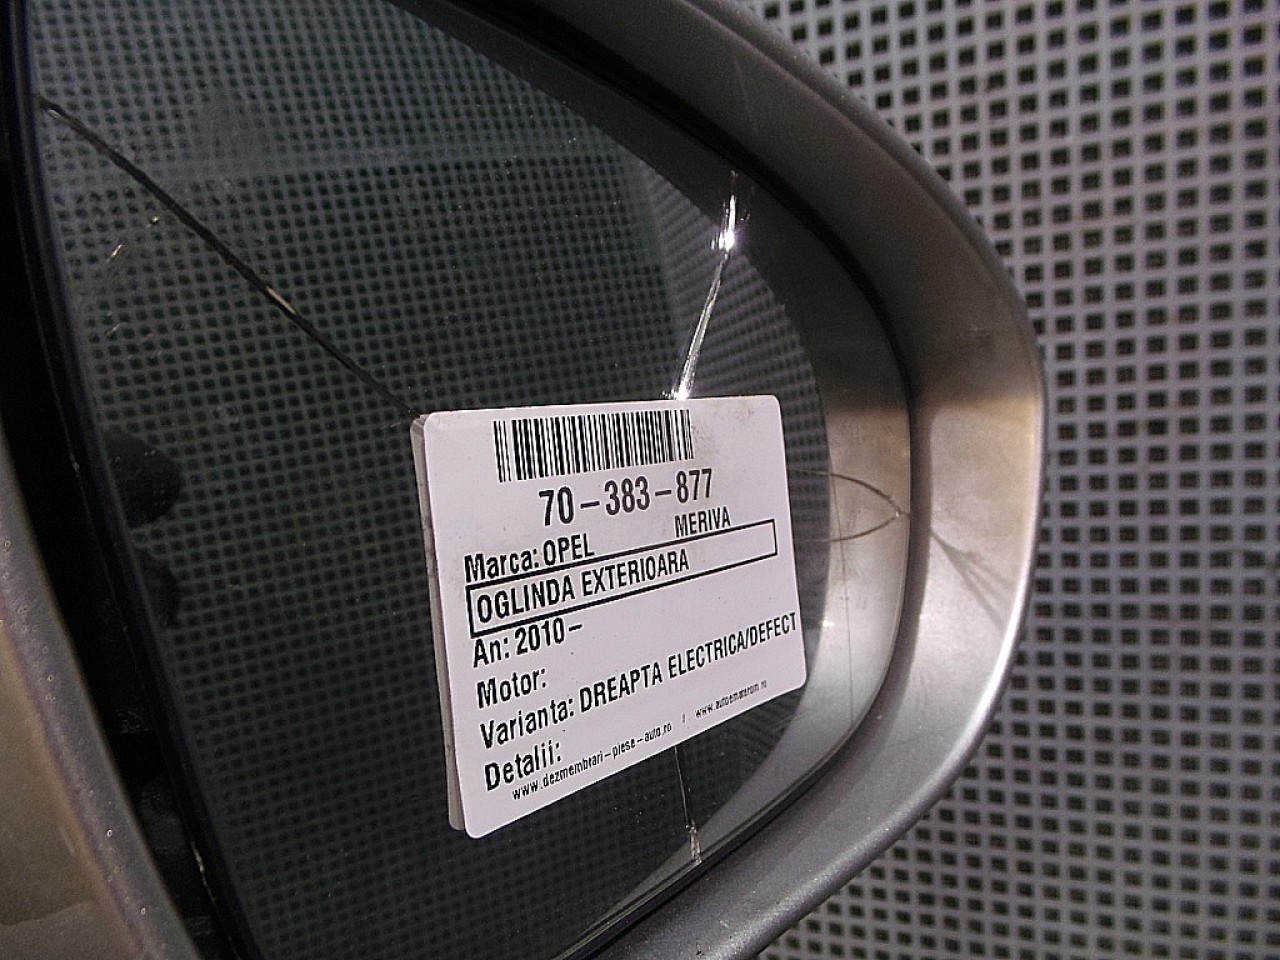 70-383-877
Marca: OPEL MERIVA
OGLINDA EXTERIOARA
An: 2010-
Motor:
Varianta: DREAPTA ELECTRICA/DEFECT
Detalii:
www.dezmembrari-piese-auto.ro |